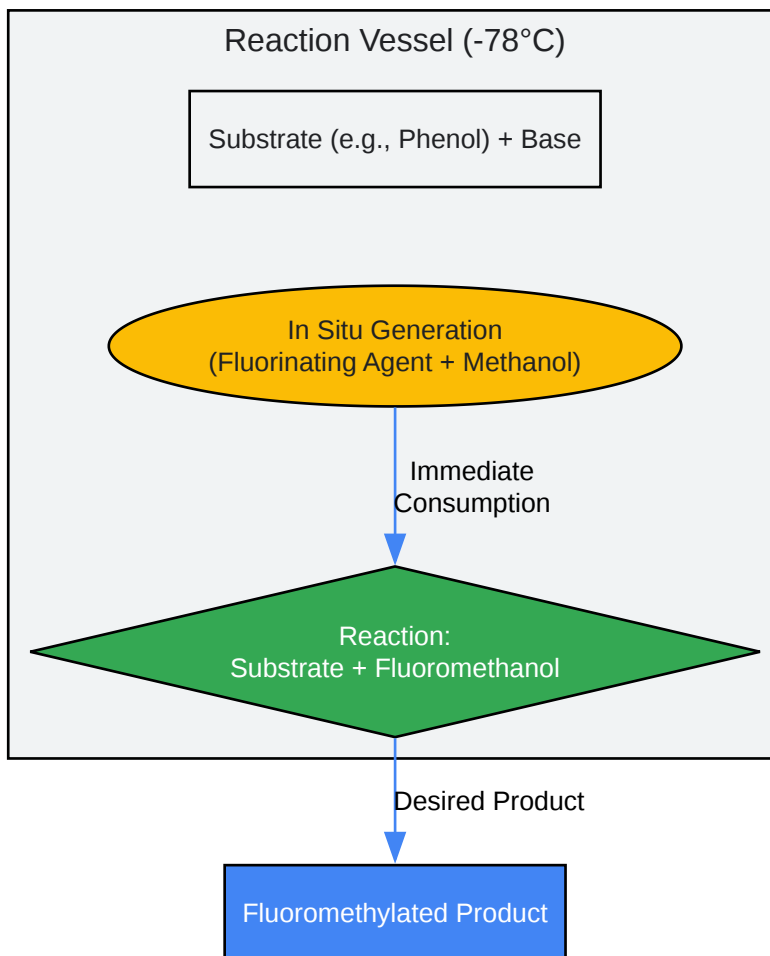 Reaction Vessel (-78°C)
Substrate (e.g., Phenol) + Base
In Situ Generation
(Fluorinating Agent + Methanol)
Immediate
Consumption
Reaction:
Substrate + Fluoromethanol
Desired Product
Fluoromethylated Product